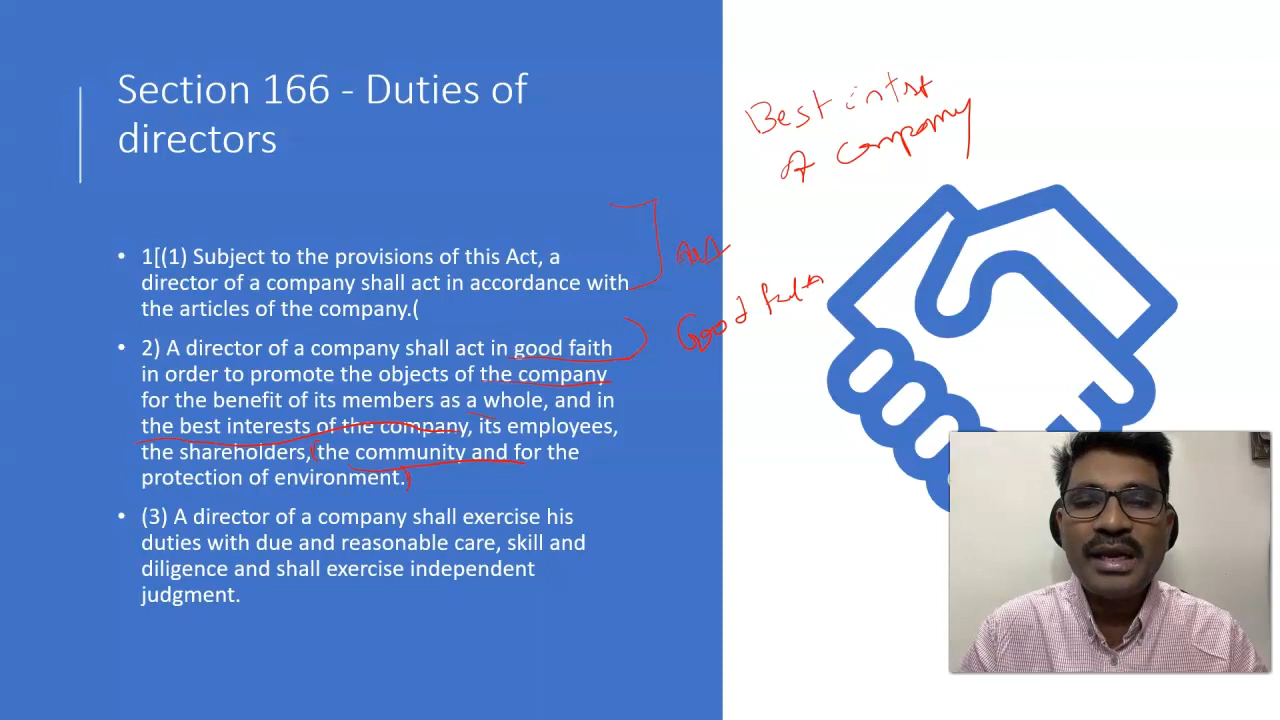 Section 166 - Duties of
directors
• 1[(1) Subject to the provisions of this Act, a
director of a company shall act in accordance with
the articles of the company.(
• 2) A director of a company shall act in good faith
in order to promote the objects of the company
for the benefit of its members as a whole, and in
the best interests of the company, its employees,
the shareholders, the community and for the
protection of environment.
• (3) A director of a company shall exercise his
duties with due and reasonable care, skill and
diligence and shall exercise independent
judgment.
Best
of company
Good